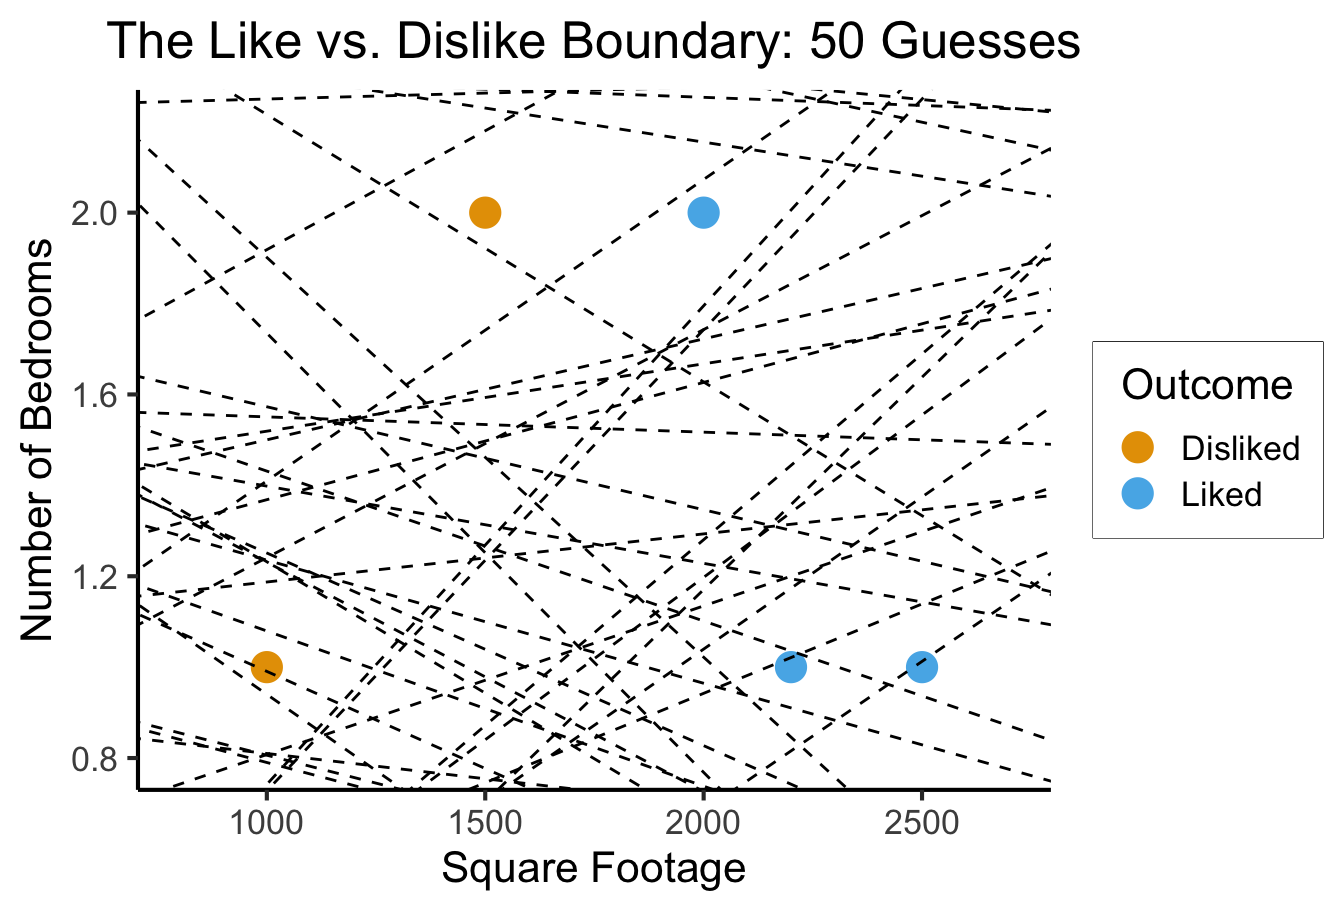 The Like vs. Dislike Boundary: 50 Guesses
Number of Bedrooms
2.0
1.6
1.2
0.8
1000
1500
2000
2500
Square Footage
Outcome
Disliked
Liked